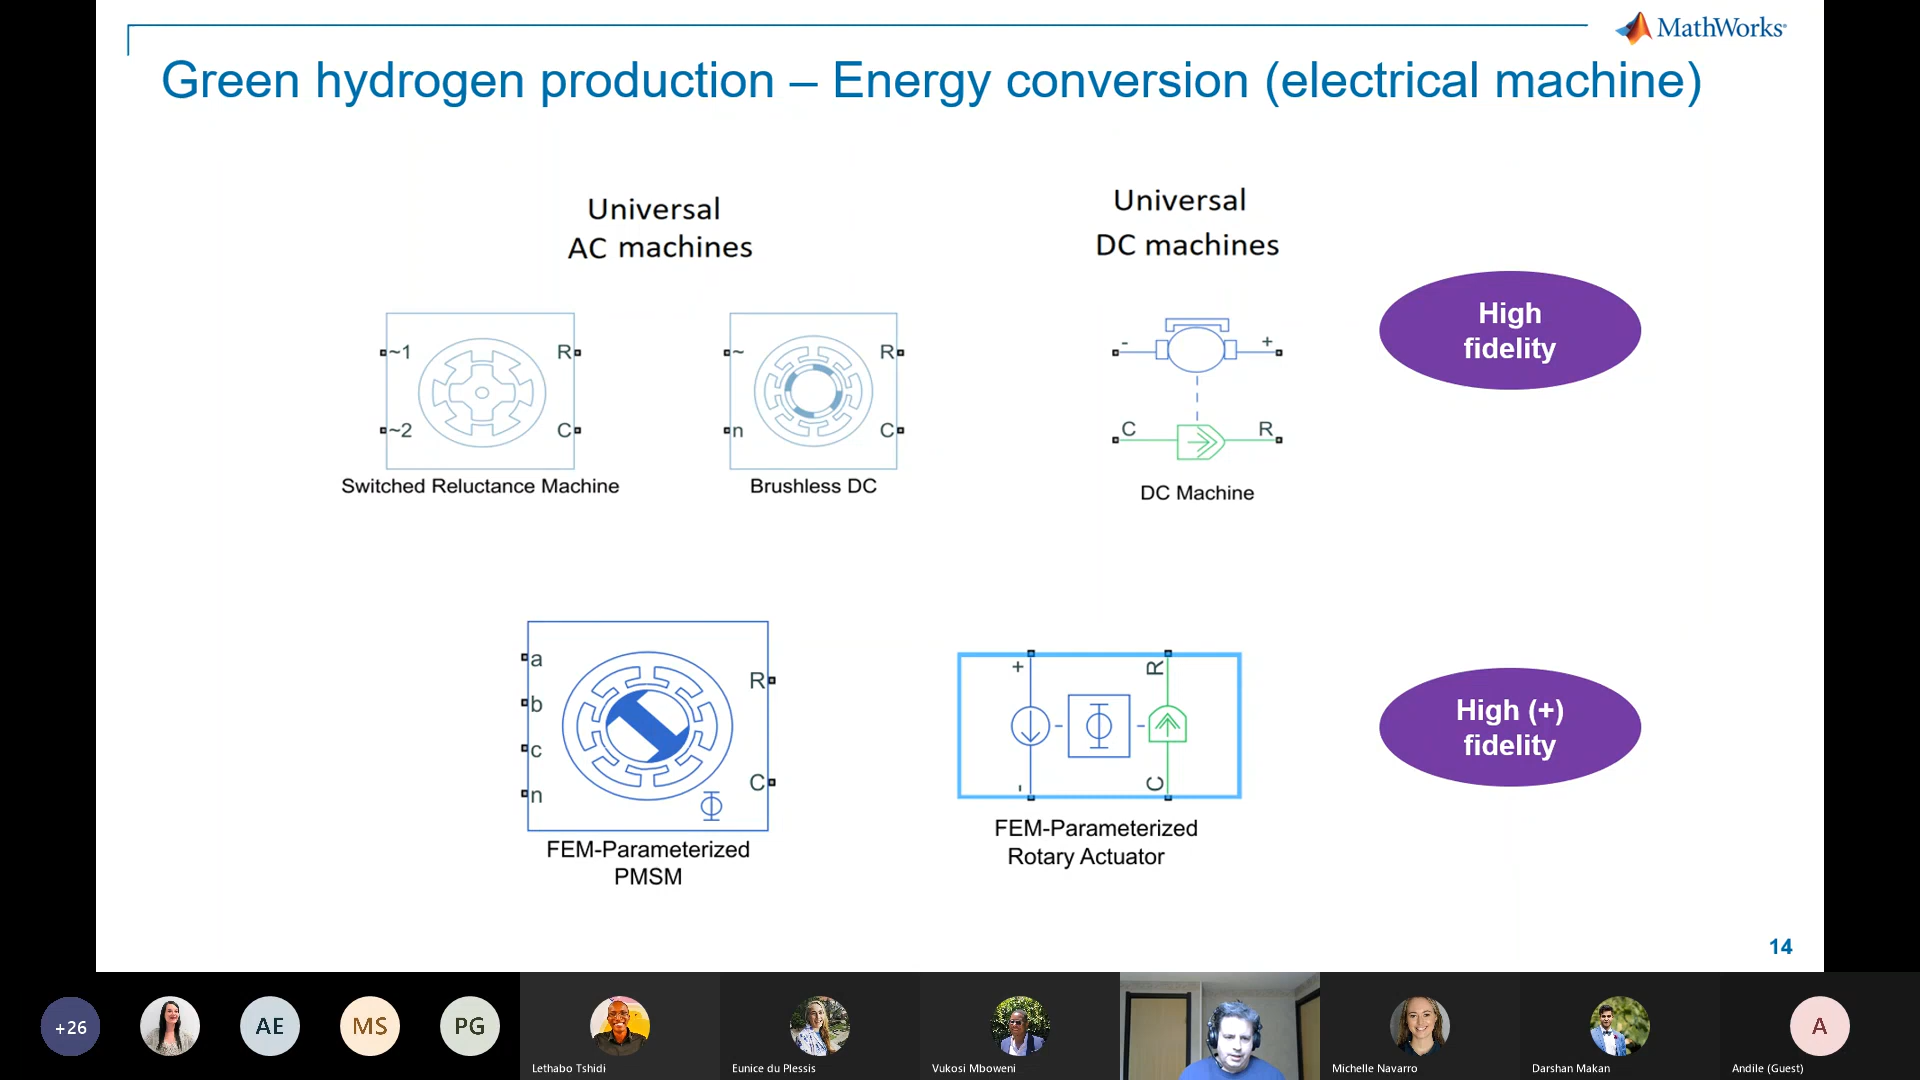 MathWorks®
Green hydrogen production – Energy conversion (electrical machine)
Universal
AC machines
Universal
DC machines
High
fidelity
~1
R
~2
C
Switched Reluctance Machine
~
R
n
C
Brushless DC
-
+
C
R
DC Machine
a
b
c
n
R
C
Φ
FEM-Parameterized
PMSM
+
R
Φ
-
C
FEM-Parameterized
Rotary Actuator
High (+)
fidelity
14
+26
AE
MS
PG
Lethabo Tshidi
Eunice du Plessis
Vukosi Mboweni
Michelle Navarro
Darshan Makan
A
Andile (Guest)